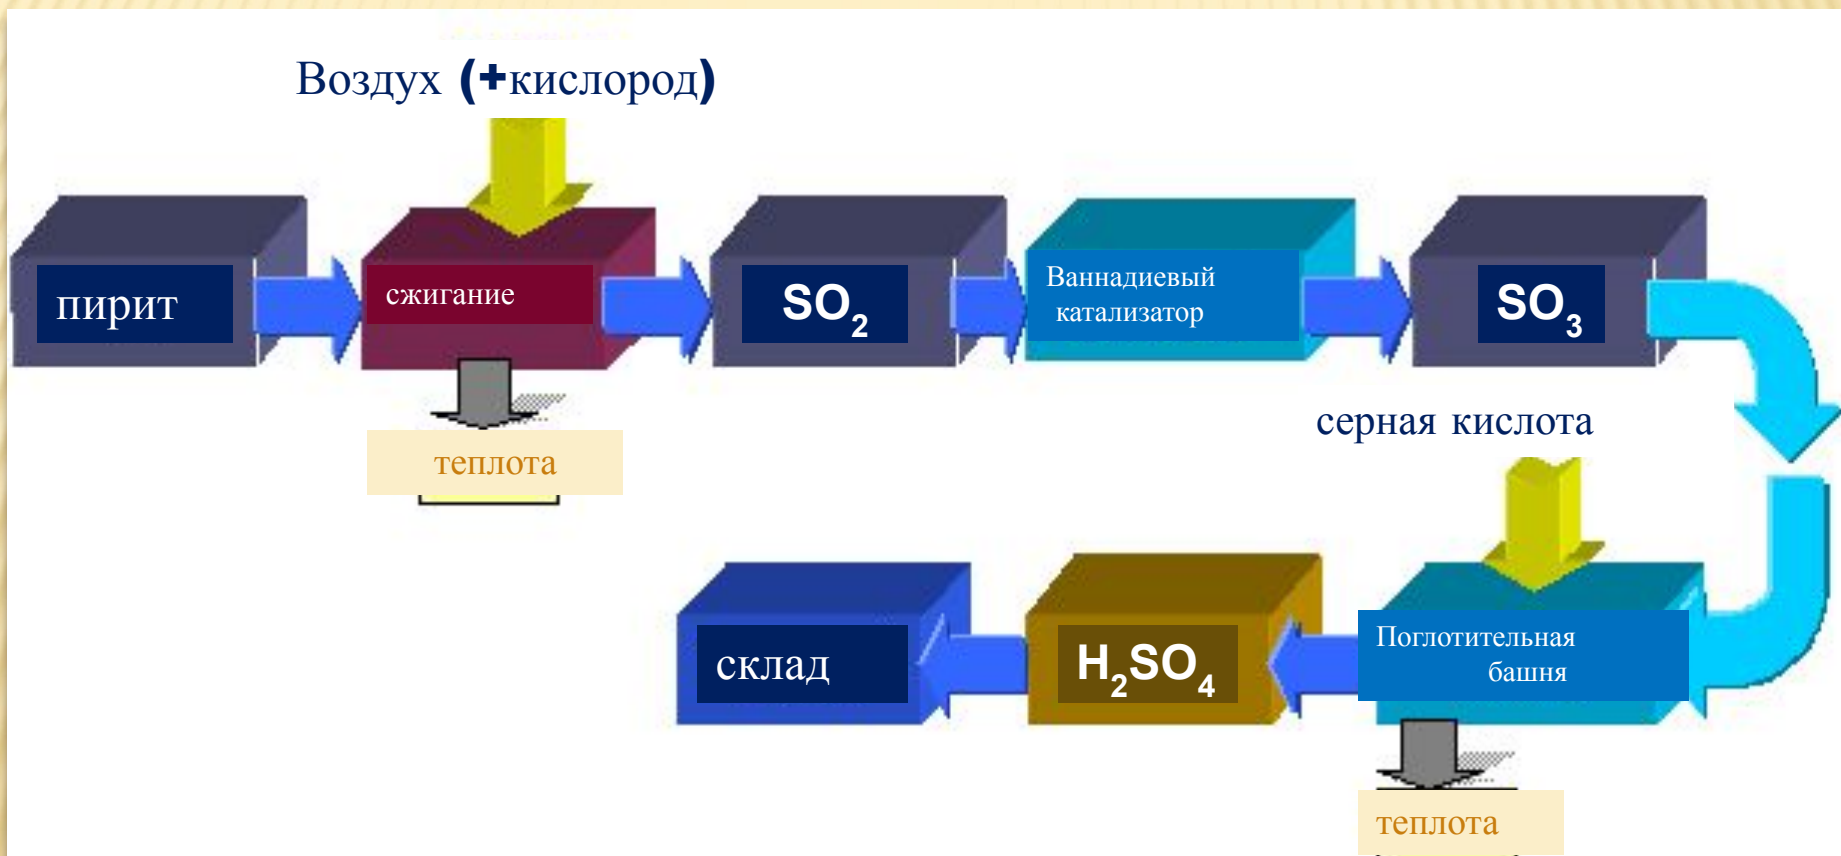 Воздух (+кислород)
пирит
сжигание
SO₂
Ваннадиевый
катализатор
SO₃
теплота
серная кислота
склад
H₂SO₄
Поглотительная
башня
теплота